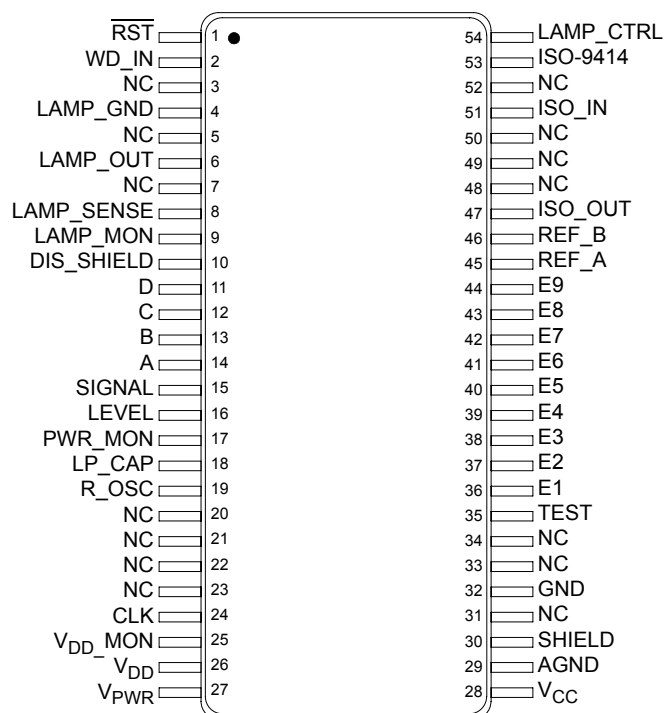 RST 1 54 LAMP_CTRL
WD_IN 2 53 ISO-9414
NC 3 52 NC
LAMP_GND 4 51 ISO_IN
NC 5 50 NC
LAMP_OUT 6 49 NC
NC 7 48 NC
LAMP_SENSE 8 47 ISO_OUT
LAMP_MON 9 46 REF_B
DIS_SHIELD 10 45 REF_A
D 11 44 E9
C 12 43 E8
B 13 42 E7
A 14 41 E6
SIGNAL 15 40 E5
LEVEL 16 39 E4
PWR_MON 17 38 E3
LP_CAP 18 37 E2
R_OSC 19 36 E1
NC 20 35 TEST
NC 21 34 NC
NC 22 33 NC
NC 23 32 GND
CLK 24 31 NC
VDD_MON 25 30 SHIELD
VDD 26 29 AGND
VPWR 27 28 VCC